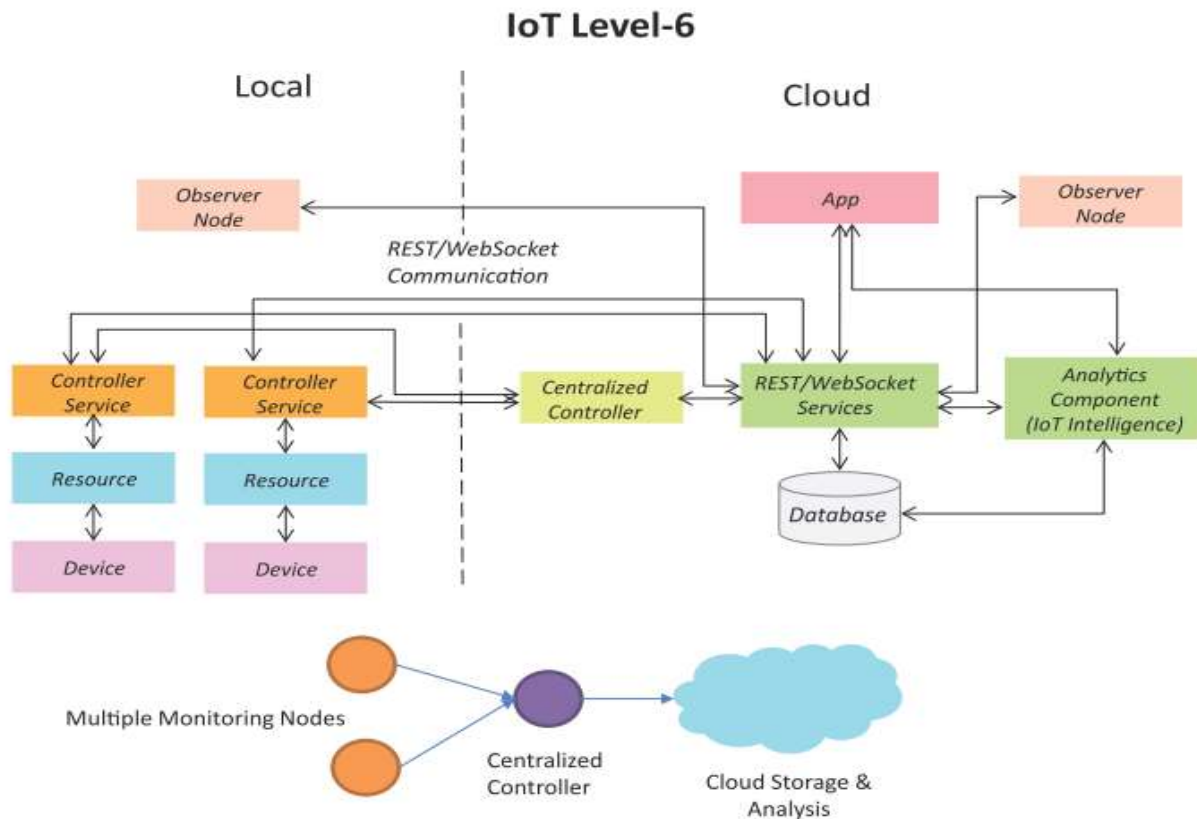 IoT Level-6
Local
Cloud
Observer
Node
App
Observer
Node
REST/WebSocket
Communication
Controller
Service
Controller
Service
Centralized
Controller
REST/WebSocket
Services
Analytics
Component
(IoT Intelligence)
Resource
Resource
Database
Device
Device
Multiple Monitoring Nodes
Centralized
Controller
Cloud Storage &
Analysis